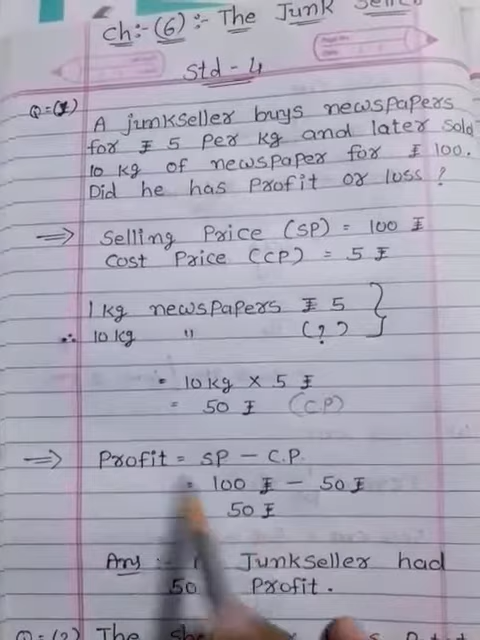 Ch:-(6):- The Junk Seller
Std - 4
Q=(1)
A junkseller buys newspapers
for ₹ 5 Per kg and later sold
10 kg of newspaper for ₹ 100.
Did he has Profit or loss?
⇒ Selling Price (SP) = 100 ₹
Cost Price (CP) = 5 ₹
1 kg newspapers ₹ 5
∴ 10 kg " (?)
= 10 kg × 5 ₹
= 50 ₹ (C.P)
⇒ Profit = SP - C.P.
= 100 ₹ - 50 ₹
50 ₹
Ans :- Junkseller had
50 Profit.
Q=(2) The